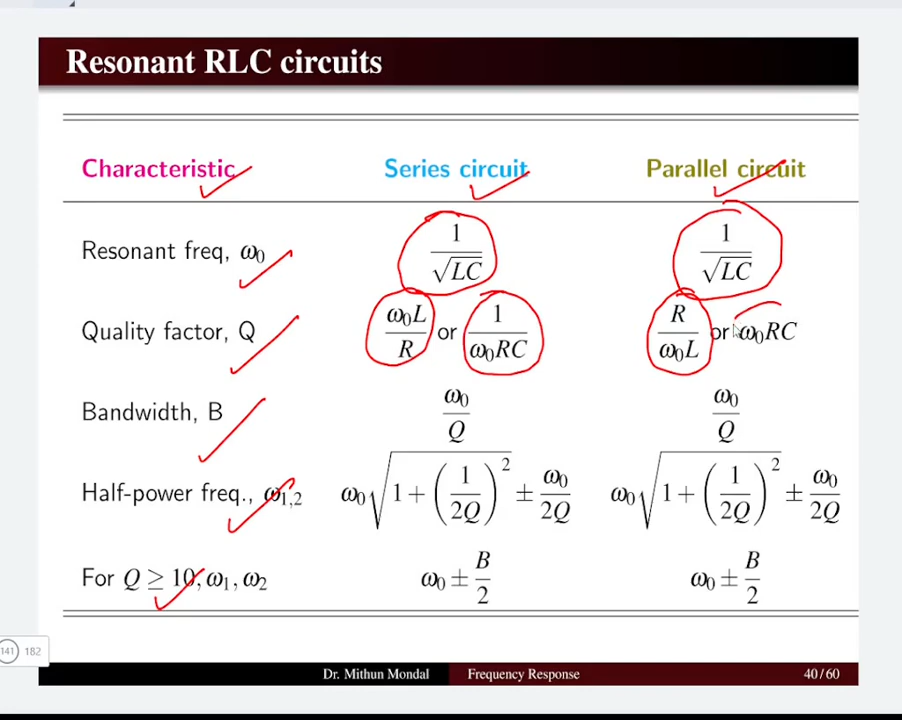 Resonant RLC circuits
Characteristic Series circuit Parallel circuit
Resonant freq, ω₀ 1/√LC 1/√LC
Quality factor, Q ω₀L/R or 1/ω₀RC R/ω₀L or ω₀RC
Bandwidth, B ω₀/Q ω₀/Q
Half-power freq., ω₁,₂ ω₀√1 + (1/2Q)² ± ω₀/2Q ω₀√1 + (1/2Q)² ± ω₀/2Q
For Q ≥ 10, ω₁, ω₂ ω₀ ± B/2 ω₀ ± B/2
141 182
Dr. Mithun Mondal Frequency Response 40/60